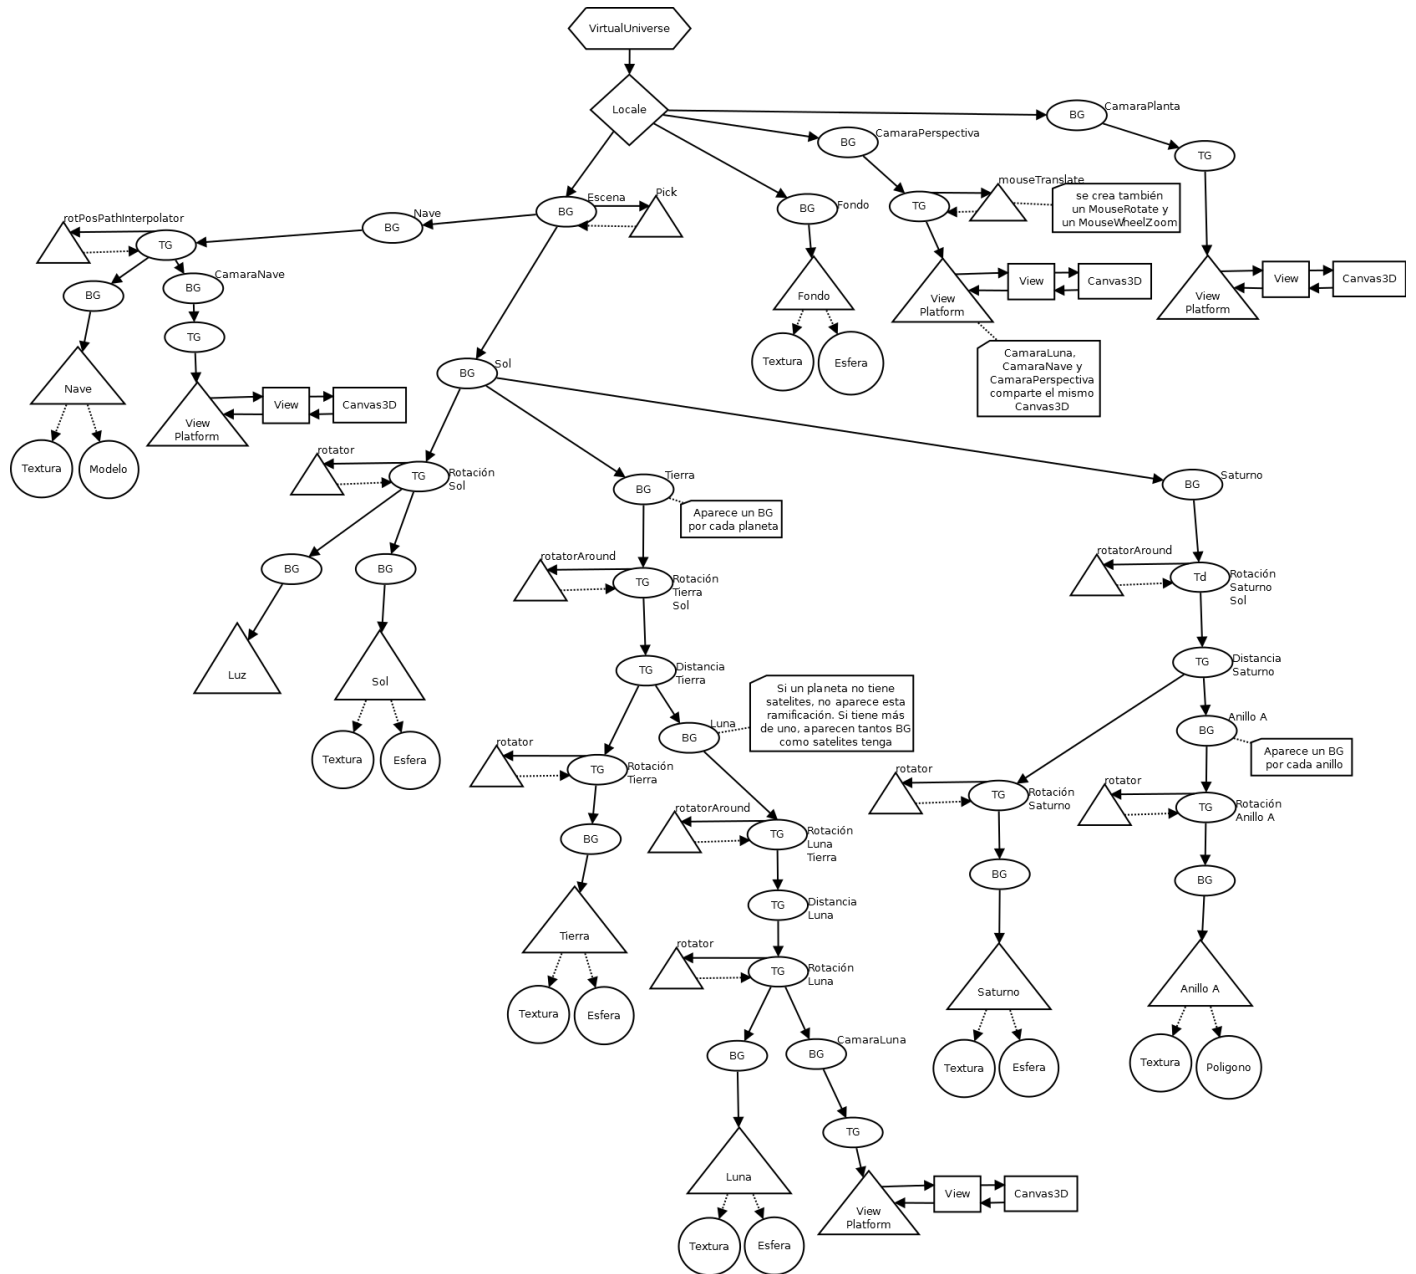 VirtualUniverse
Locale
BG
CamaraPlanta
BG
CamaraPerspectiva
TG
mouseTranslate
se crea también
un MouseRotate y
un MouseWheelZoom
TG
Escena
BG
Pick
BG
Fondo
Nave
BG
rotPosPathInterpolator
TG
BG
CamaraNave
BG
TG
Nave
Textura
Modelo
View
Platform
View
Canvas3D
Fondo
Textura
Esfera
View
Platform
View
Canvas3D
View
Platform
View
Canvas3D
CamaraLuna,
CamaraNave y
CamaraPerspectiva
comparte el mismo
Canvas3D
BG
Sol
rotator
TG
Rotación
Sol
BG
BG
Luz
Sol
Textura
Esfera
Tierra
BG
Aparece un BG
por cada planeta
rotatorAround
TG
Rotación
Tierra
Sol
TG
Distancia
Tierra
Si un planeta no tiene
satelites, no aparece esta
ramificación. Si tiene más
de uno, aparecen tantos BG
como satelites tenga
Luna
BG
rotator
TG
Rotación
Tierra
BG
Tierra
Textura
Esfera
rotatorAround
TG
Rotación
Luna
Tierra
TG
Distancia
Luna
rotator
TG
Rotación
Luna
BG
BG
CamaraLuna
TG
Luna
Textura
Esfera
View
Platform
View
Canvas3D
BG
Saturno
rotatorAround
Td
Rotación
Saturno
Sol
TG
Distancia
Saturno
Anillo A
BG
Aparece un BG
por cada anillo
rotator
TG
Rotación
Saturno
BG
Saturno
Textura
Esfera
rotator
TG
Rotación
Anillo A
BG
Anillo A
Textura
Poligono